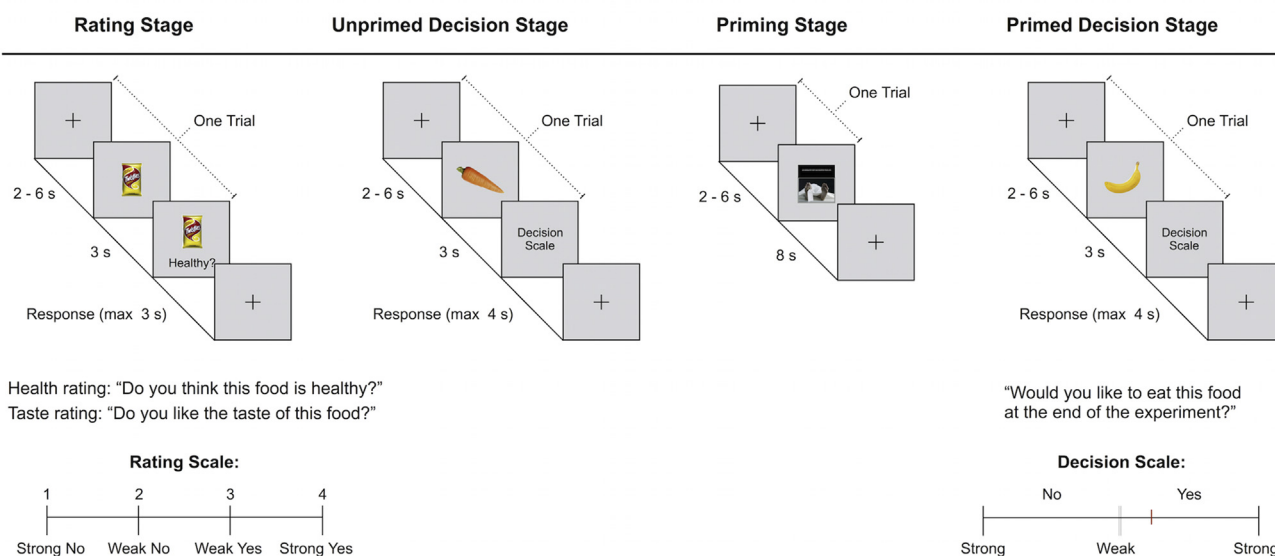 Rating Stage
Unprimed Decision Stage
Priming Stage
Primed Decision Stage
One Trial
2 - 6 s
3 s
Healthy?
Response (max 3 s)
One Trial
2 - 6 s
3 s
Decision
Scale
Response (max 4 s)
One Trial
2 - 6 s
8 s
One Trial
2 - 6 s
3 s
Decision
Scale
Response (max 4 s)
Health rating: “Do you think this food is healthy?”
Taste rating: “Do you like the taste of this food?”
“Would you like to eat this food
at the end of the experiment?”
Rating Scale:
1 2 3 4
Strong No Weak No Weak Yes Strong Yes
Decision Scale:
No Yes
Strong Weak Strong